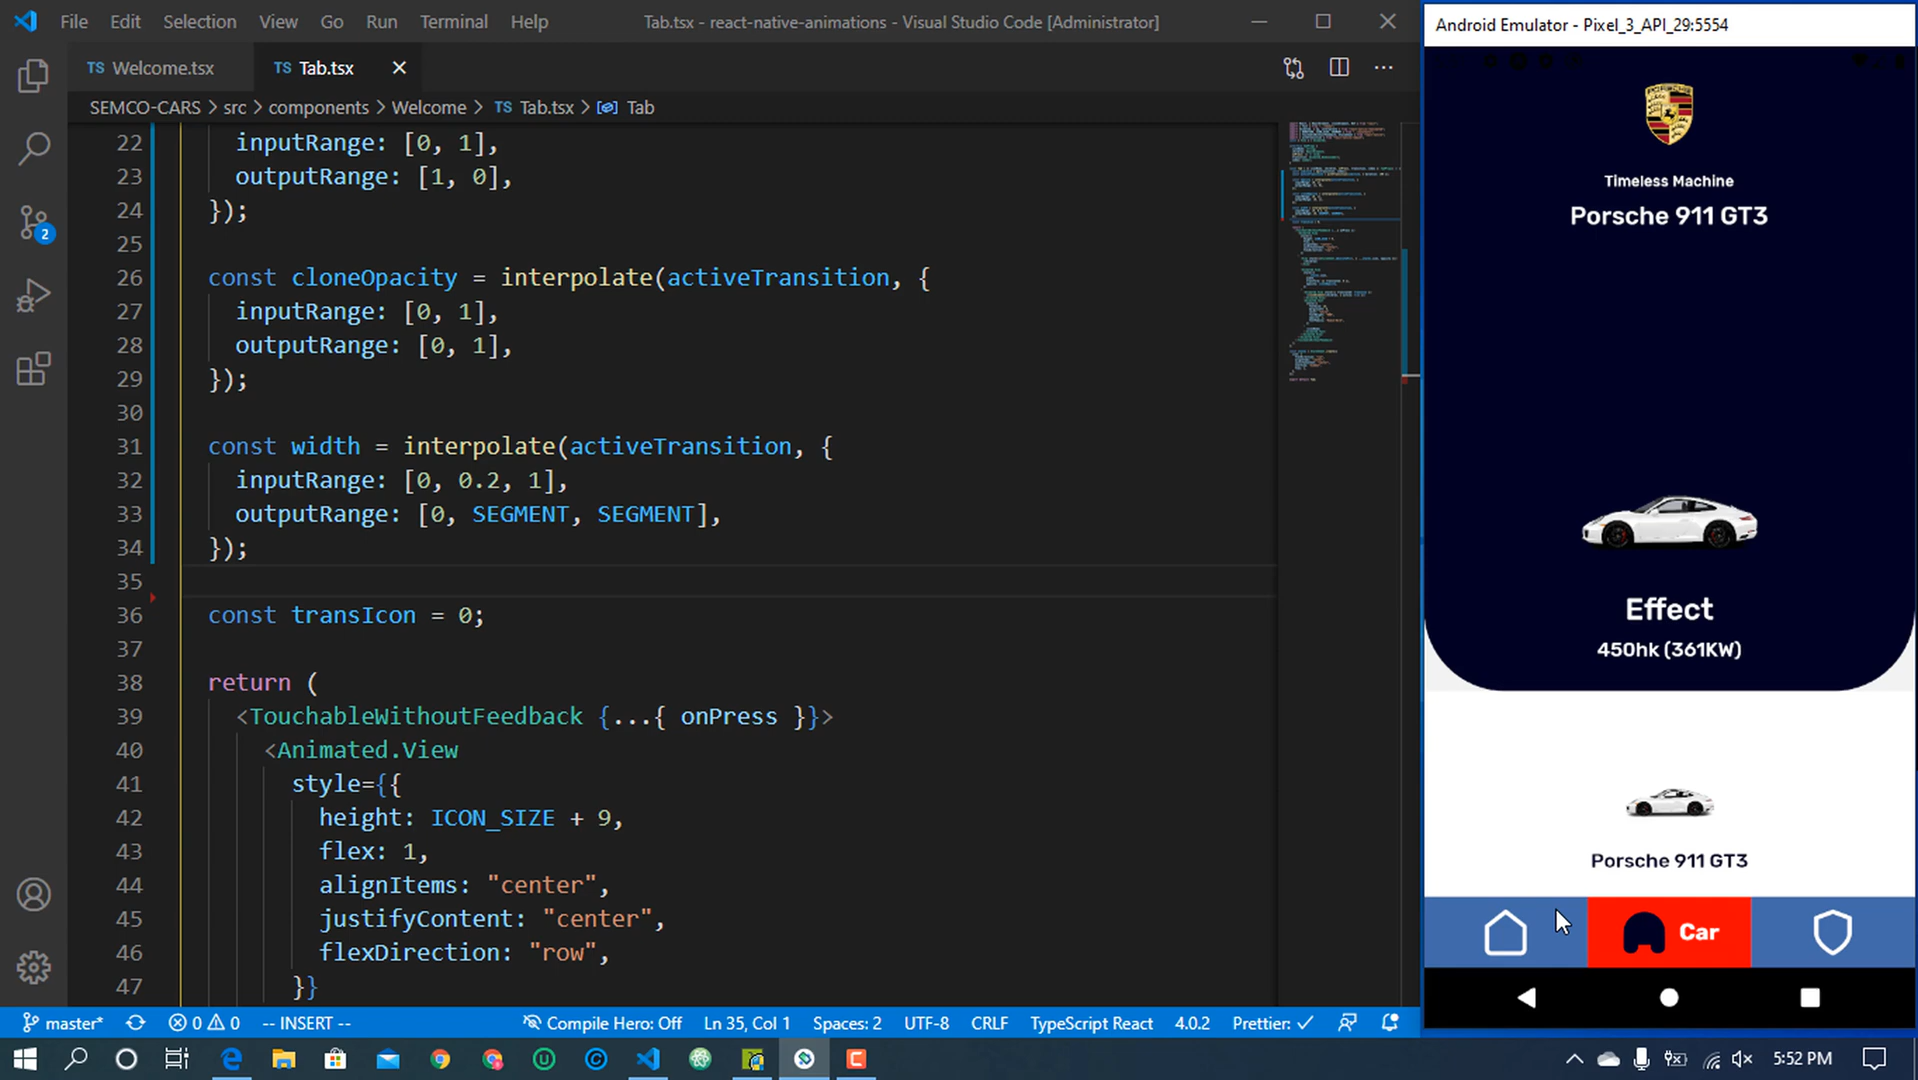 File Edit Selection View Go Run Terminal Help
Tab.tsx - react-native-animations - Visual Studio Code [Administrator]
TS Welcome.tsx
TS Tab.tsx
SEMCO-CARS > src > components > Welcome > TS Tab.tsx > Tab
22 inputRange: [0, 1],
23 outputRange: [1, 0],
24 });
25
26 const cloneOpacity = interpolate(activeTransition, {
27 inputRange: [0, 1],
28 outputRange: [0, 1],
29 });
30
31 const width = interpolate(activeTransition, {
32 inputRange: [0, 0.2, 1],
33 outputRange: [0, SEGMENT, SEGMENT],
34 });
35
36 const transIcon = 0;
37
38 return (
39 <TouchableWithoutFeedback {...{ onPress }}>
40 <Animated.View
41 style={{
42 height: ICON_SIZE + 9,
43 flex: 1,
44 alignItems: "center",
45 justifyContent: "center",
46 flexDirection: "row",
47 }}
2
master* 0 0 -- INSERT -- Compile Hero: Off Ln 35, Col 1 Spaces: 2 UTF-8 CRLF TypeScript React 4.0.2 Prettier: ✓
5:52 PM
Android Emulator - Pixel_3_API_29:5554
Timeless Machine
Porsche 911 GT3
Effect
450hk (361KW)
Porsche 911 GT3
Car